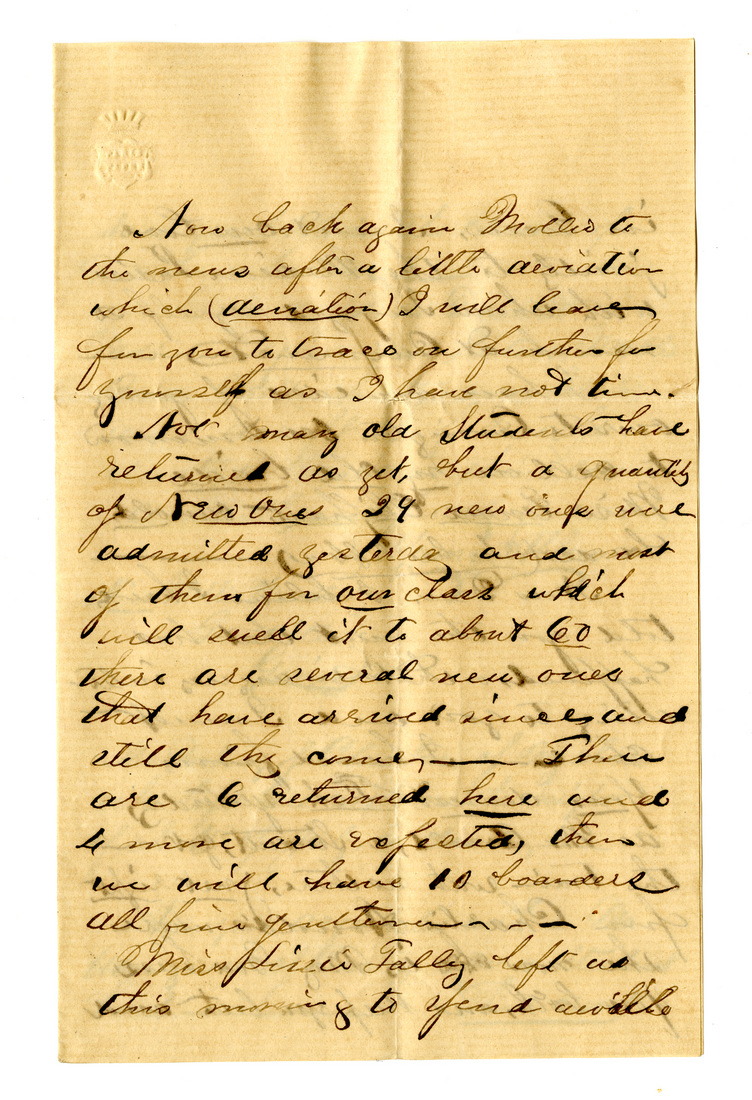 Now back again Mollie to
the news after a little deviation
which (deviation) I will leave
for you to trace on further for
yourself as I have not time.
Not many old Students have
returned as yet, but a quantity
of New Ones 29 new ones were
admitted yesterday and most
of them for our class which
will swell it to about 60
there are several new ones
that have arrived since and
still they come, — Then
are 6 returned here and
4 more are expected, then
we will have 10 boarders
all fine gentlemen - - -
Miss Lizzie Tally left us
this morning to spend awhile